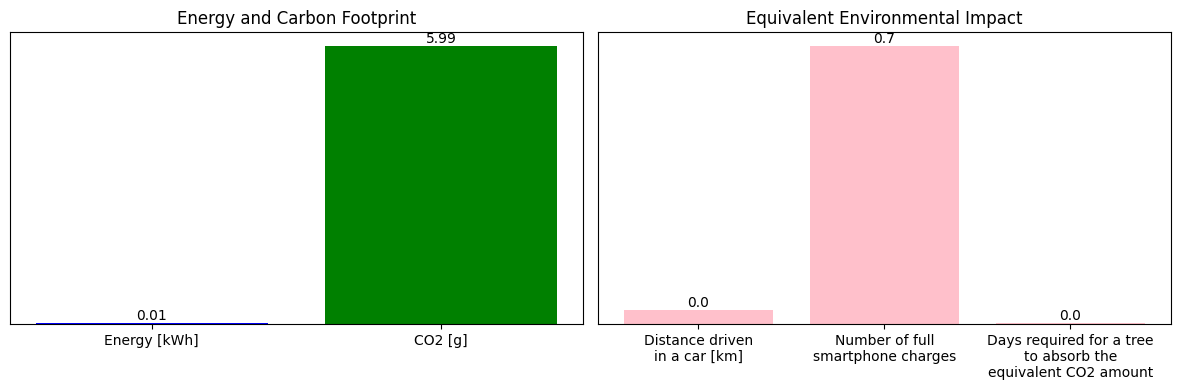 Energy and Carbon Footprint
5.99
0.01
Energy [kWh]
CO2 [g]
Equivalent Environmental Impact
0.7
0.0
0.0
Distance driven
in a car [km]
Number of full
smartphone charges
Days required for a tree
to absorb the
equivalent CO2 amount